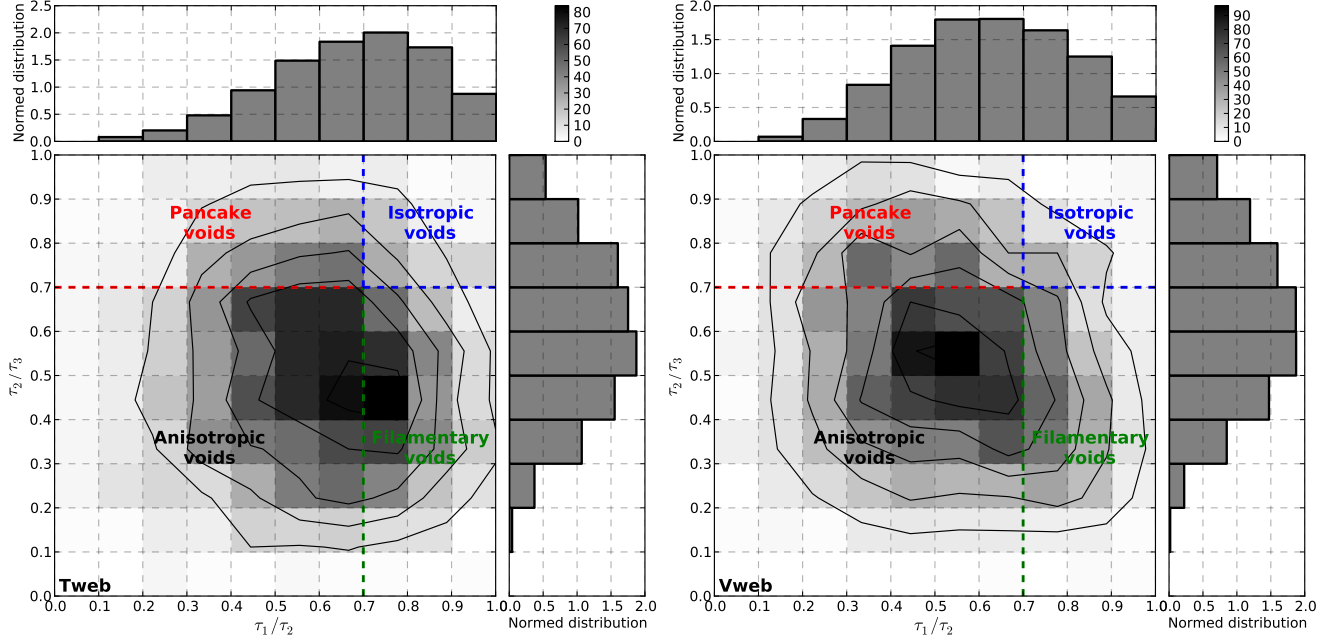 2.5
2.0
1.5
1.0
0.5
0.0
Normed distribution
80
70
60
50
40
30
20
10
0
1.0
0.9
0.8
0.7
0.6
0.5
0.4
0.3
0.2
0.1
0.0
τ2/τ3
Pancake
voids
Isotropic
voids
Anisotropic
voids
Filamentary
voids
Tweb
0.0 0.1 0.2 0.3 0.4 0.5 0.6 0.7 0.8 0.9 1.0
τ1/τ2
0.0 0.5 1.0 1.5 2.0
Normed distribution
2.0
1.5
1.0
0.5
0.0
Normed distribution
90
80
70
60
50
40
30
20
10
0
1.0
0.9
0.8
0.7
0.6
0.5
0.4
0.3
0.2
0.1
0.0
τ2/τ3
Pancake
voids
Isotropic
voids
Anisotropic
voids
Filamentary
voids
Vweb
0.0 0.1 0.2 0.3 0.4 0.5 0.6 0.7 0.8 0.9 1.0
τ1/τ2
0.0 0.5 1.0 1.5 2.0
Normed distribution